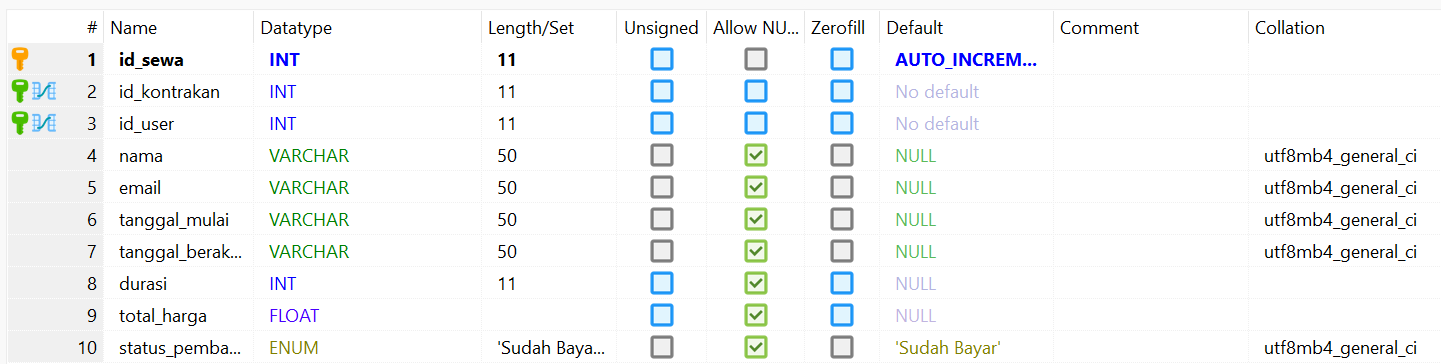 # Name Datatype Length/Set Unsigned Allow NU... Zerofill Default Comment Collation
1 id_sewa INT 11 AUTO_INCREM...
2 id_kontrakan INT 11 No default
3 id_user INT 11 No default
4 nama VARCHAR 50 NULL utf8mb4_general_ci
5 email VARCHAR 50 NULL utf8mb4_general_ci
6 tanggal_mulai VARCHAR 50 NULL utf8mb4_general_ci
7 tanggal_berak... VARCHAR 50 NULL utf8mb4_general_ci
8 durasi INT 11 NULL
9 total_harga FLOAT NULL
10 status_pemba... ENUM 'Sudah Baya... 'Sudah Bayar' utf8mb4_general_ci